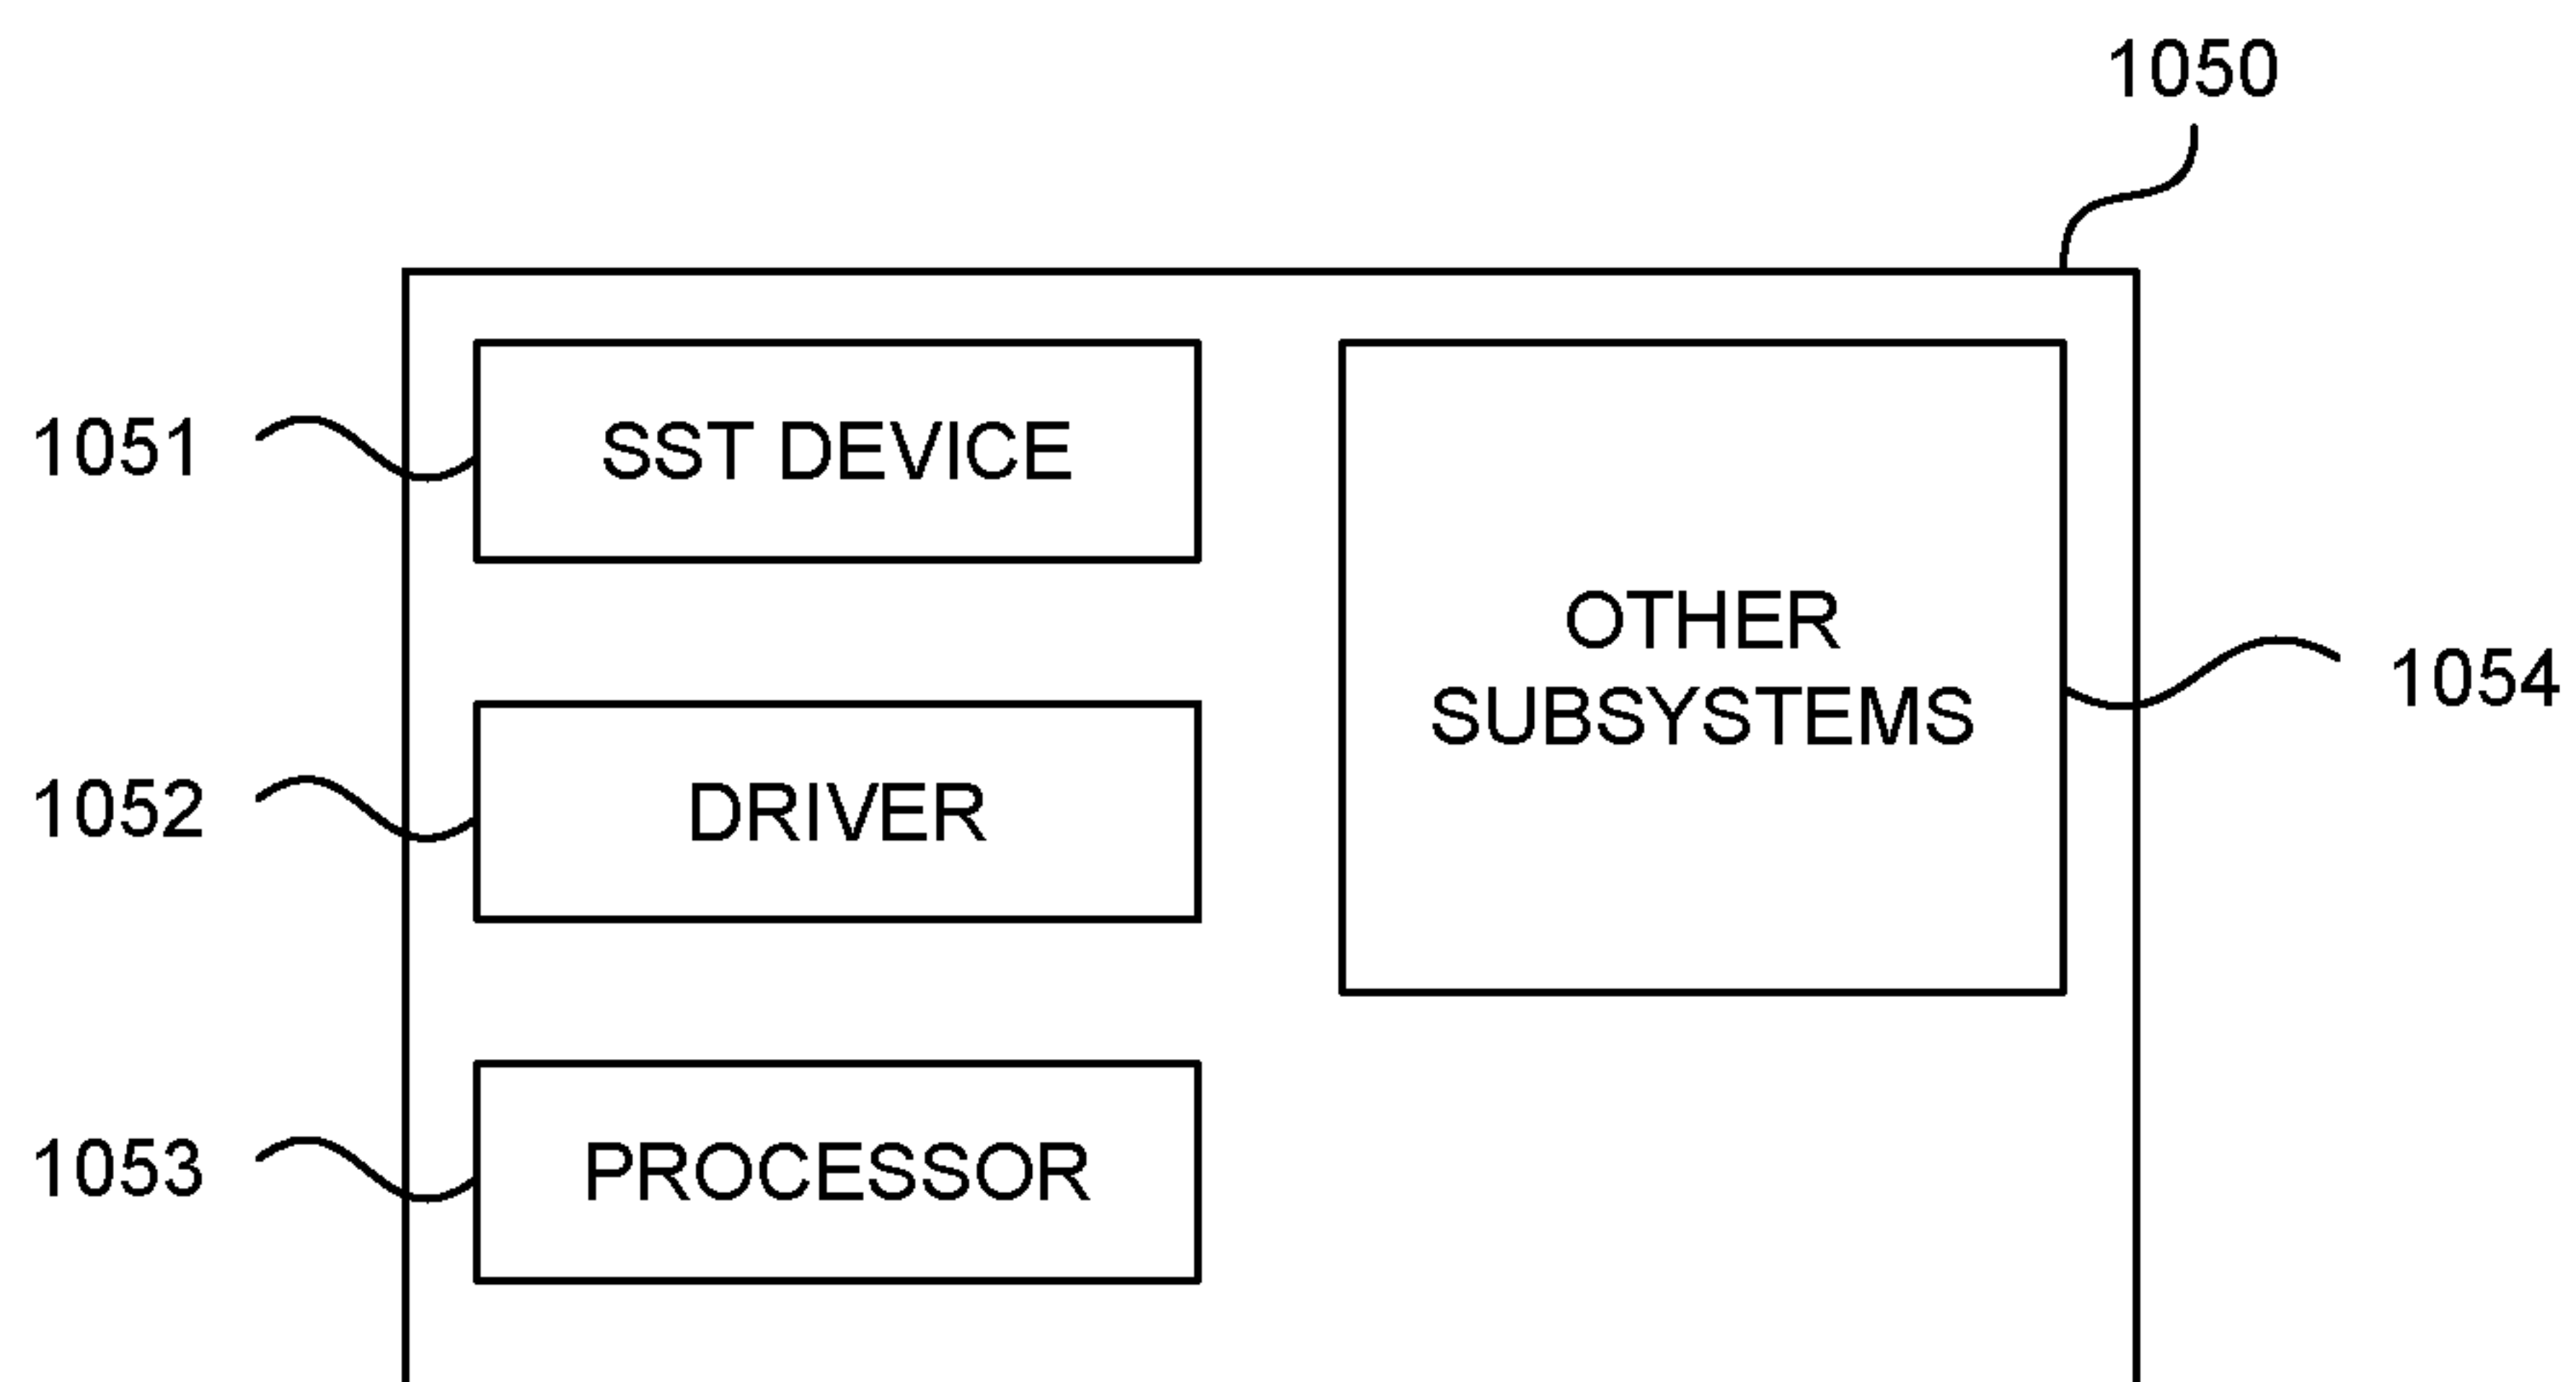 1050
1051
SST DEVICE
OTHER
SUBSYSTEMS
1054
1052
DRIVER
1053
PROCESSOR